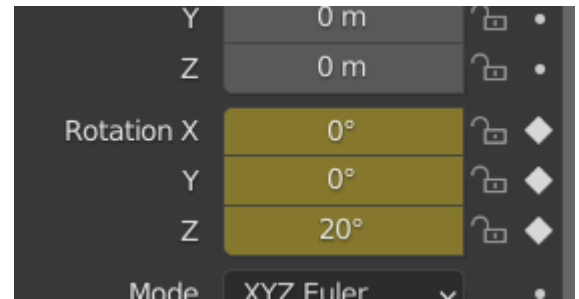 Y 0 m
Z 0 m
Rotation X 0°
Y 0°
Z 20°
Mode XYZ Euler